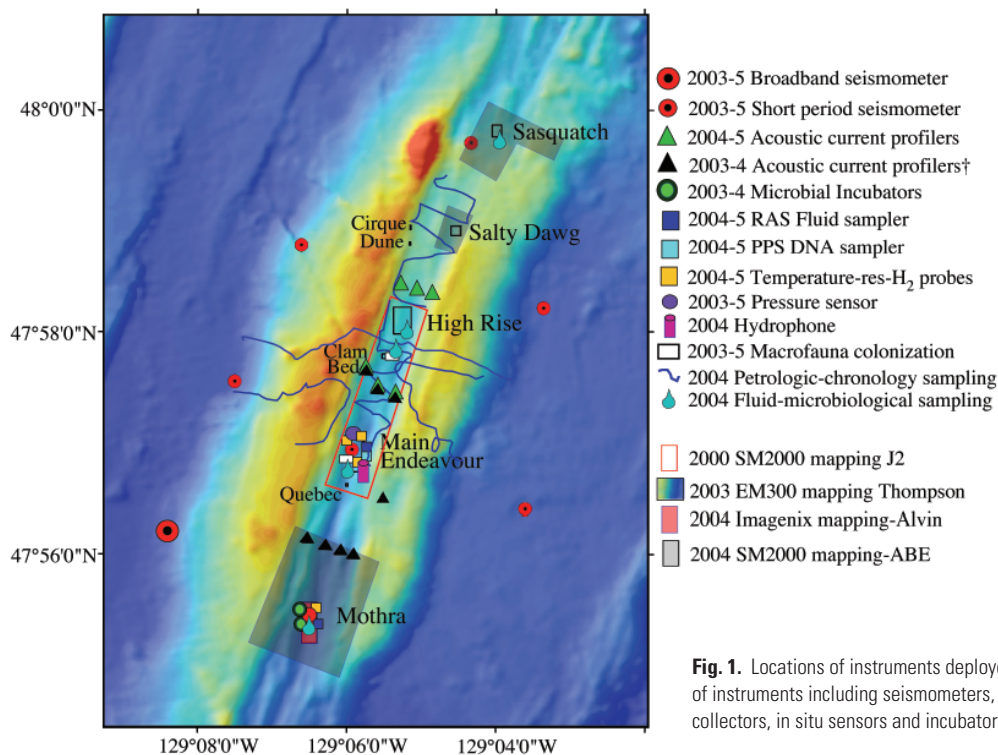 48°0'0"N
47°58'0"N
47°56'0"N
129°08'0"W
129°06'0"W
129°04'0"W
Sasquatch
Cirque
Dune
Salty Dawg
High Rise
Clam
Bed
Main
Endeavour
Quebec
Mothra
2003-5 Broadband seismometer
2003-5 Short period seismometer
2004-5 Acoustic current profilers
2003-4 Acoustic current profilers†
2003-4 Microbial Incubators
2004-5 RAS Fluid sampler
2004-5 PPS DNA sampler
2004-5 Temperature-res-H₂ probes
2003-5 Pressure sensor
2004 Hydrophone
2003-5 Macrofauna colonization
2004 Petrologic-chronology sampling
2004 Fluid-microbiological sampling
2000 SM2000 mapping J2
2003 EM300 mapping Thompson
2004 Imagenix mapping-Alvin
2004 SM2000 mapping-ABE
Fig. 1. Locations of instruments deploye
of instruments including seismometers,
collectors, in situ sensors and incubator